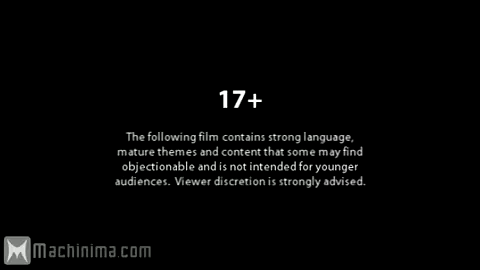 17+
The following film contains strong language,
mature themes and content that some may find
objectionable and is not intended for younger
audiences. Viewer discretion is strongly advised.
Machinima.com